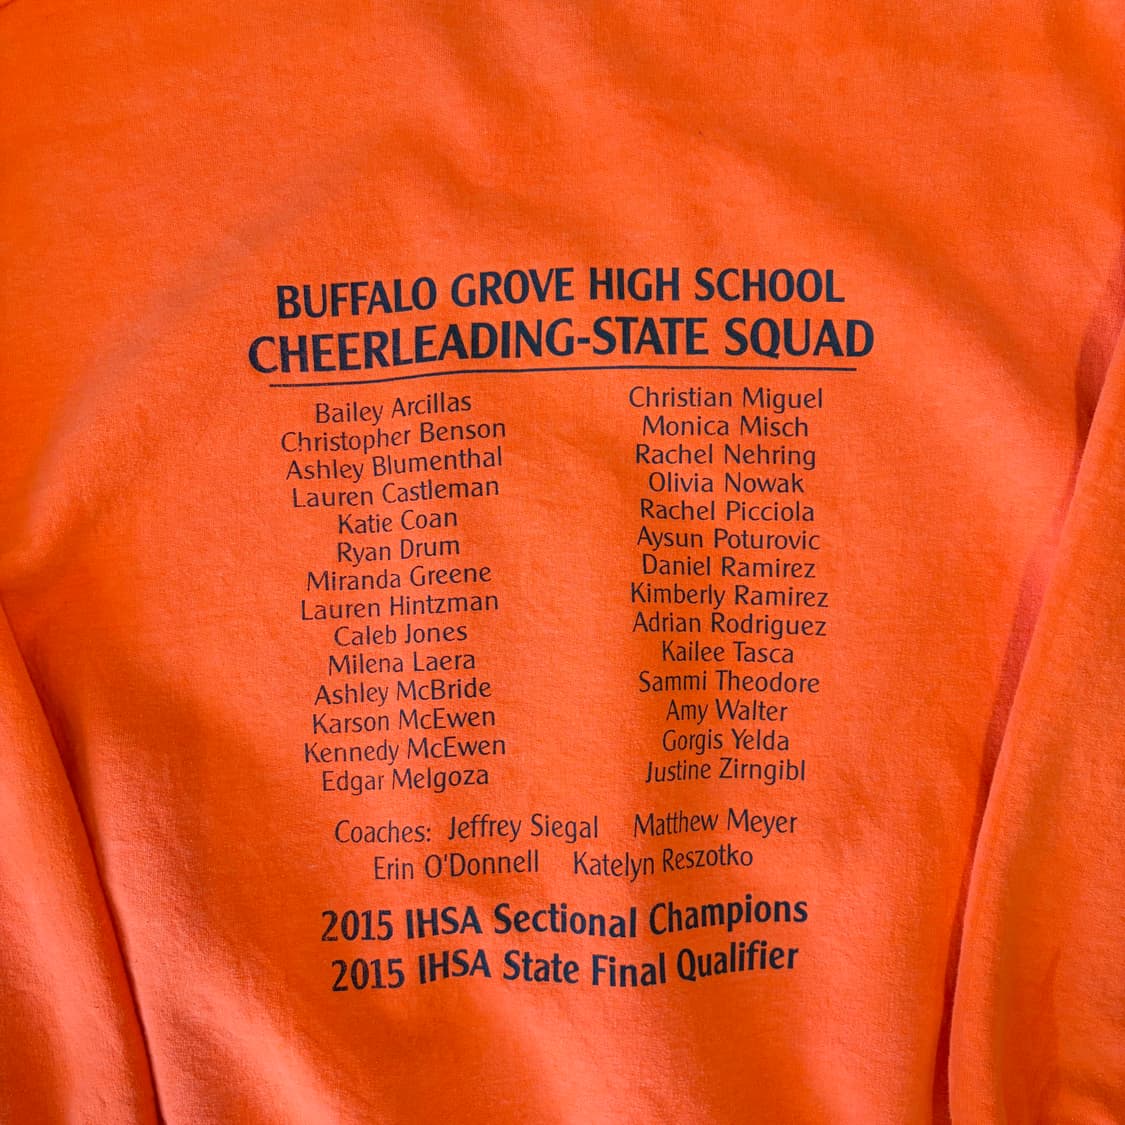 BUFFALO GROVE HIGH SCHOOL
CHEERLEADING-STATE SQUAD
Bailey Arcillas
Christopher Benson
Ashley Blumenthal
Lauren Castleman
Katie Coan
Ryan Drum
Miranda Greene
Lauren Hintzman
Caleb Jones
Milena Laera
Ashley McBride
Karson McEwen
Kennedy McEwen
Edgar Melgoza
Christian Miguel
Monica Misch
Rachel Nehring
Olivia Nowak
Rachel Picciola
Aysun Poturovic
Daniel Ramirez
Kimberly Ramirez
Adrian Rodriguez
Kailee Tasca
Sammi Theodore
Amy Walter
Gorgis Yelda
Justine Zirngibl
Coaches: Jeffrey Siegal Matthew Meyer
Erin O'Donnell Katelyn Reszotko
2015 IHSA Sectional Champions
2015 IHSA State Final Qualifier